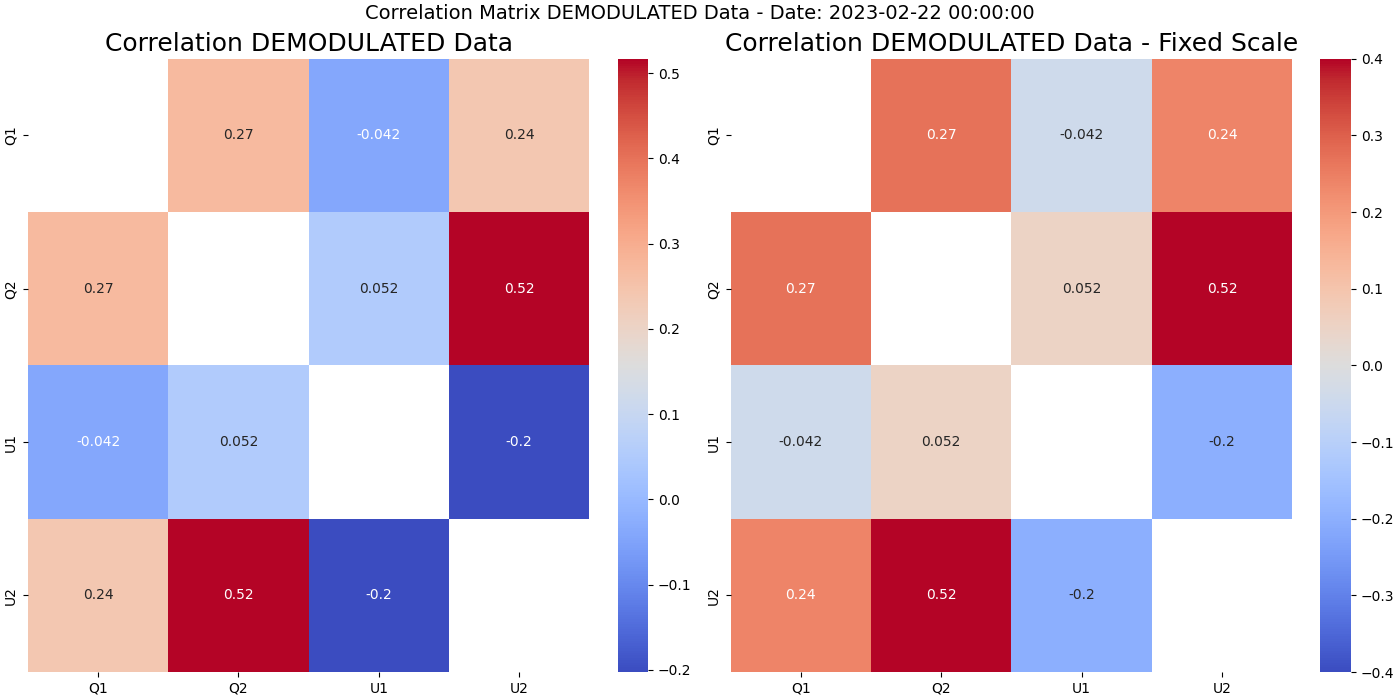 Correlation Matrix DEMODULATED Data - Date: 2023-02-22 00:00:00
Correlation DEMODULATED Data
Q1
Q2
U1
U2
0.27 -0.042 0.24
0.27 0.052 0.52
-0.042 0.052 -0.2
0.24 0.52 -0.2
Q1 Q2 U1 U2
0.5
0.4
0.3
0.2
0.1
0.0
−0.1
−0.2
Correlation DEMODULATED Data - Fixed Scale
Q1
Q2
U1
U2
0.27 -0.042 0.24
0.27 0.052 0.52
-0.042 0.052 -0.2
0.24 0.52 -0.2
Q1 Q2 U1 U2
0.4
0.3
0.2
0.1
0.0
−0.1
−0.2
−0.3
−0.4